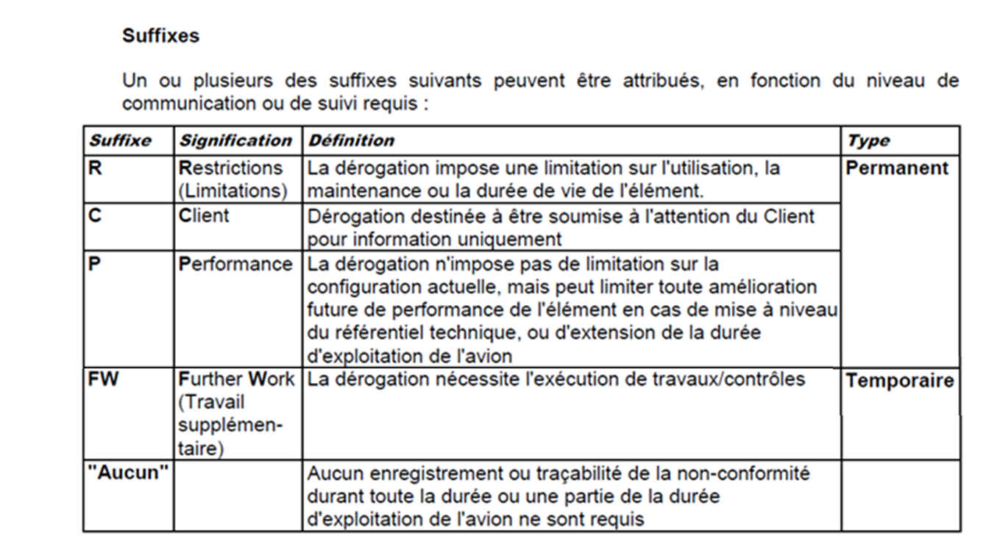 Suffixes
Un ou plusieurs des suffixes suivants peuvent être attribués, en fonction du niveau de
communication ou de suivi requis :
Suffixe Signification Définition Type
R Restrictions La dérogation impose une limitation sur l'utilisation, la Permanent
(Limitations) maintenance ou la durée de vie de l'élément.
C Client Dérogation destinée à être soumise à l'attention du Client
pour information uniquement
P Performance La dérogation n'impose pas de limitation sur la
configuration actuelle, mais peut limiter toute amélioration
future de performance de l'élément en cas de mise à niveau
du référentiel technique, ou d'extension de la durée
d'exploitation de l'avion
FW Further Work La dérogation nécessite l'exécution de travaux/contrôles Temporaire
(Travail
supplémen-
taire)
"Aucun" Aucun enregistrement ou traçabilité de la non-conformité
durant toute la durée ou une partie de la durée
d'exploitation de l'avion ne sont requis